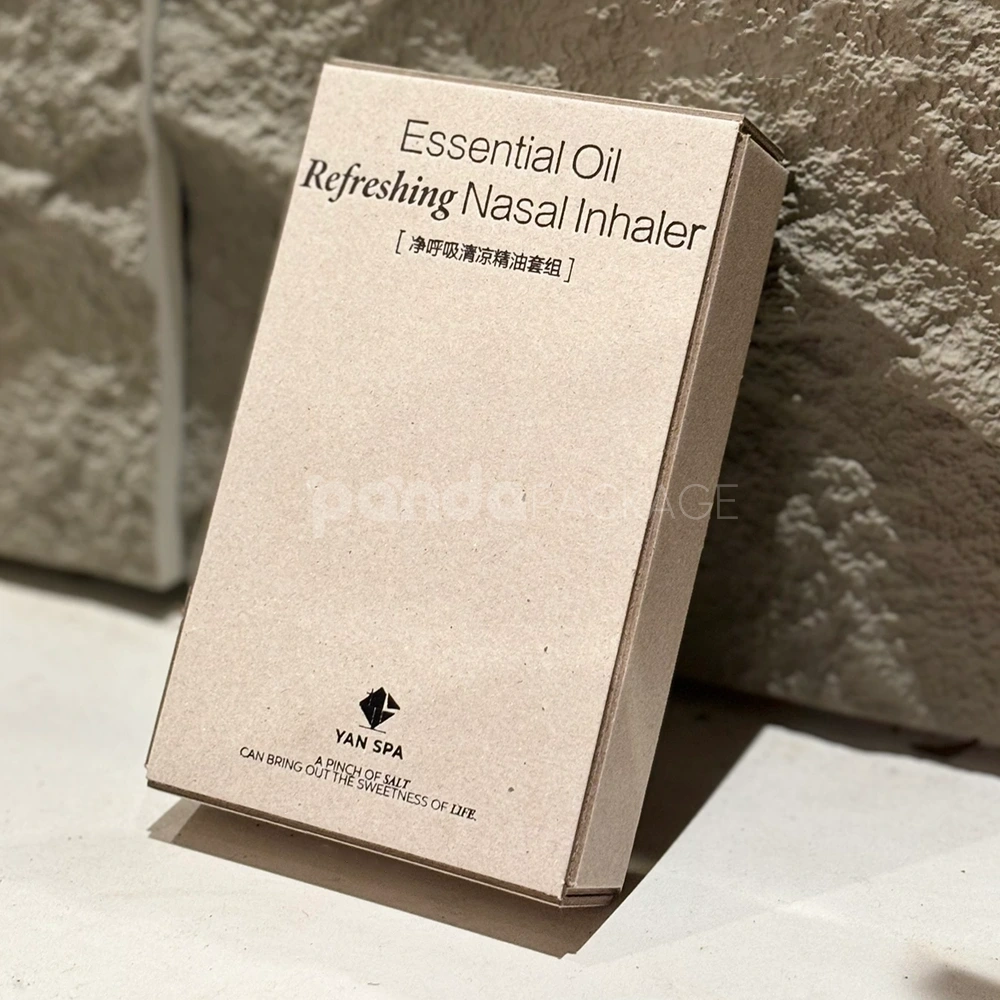 Essential Oil
Refreshing Nasal Inhaler
[ 净呼吸清凉精油套组 ]
panda PACKAGE
YAN SPA
A PINCH OF SALT
CAN BRING OUT THE SWEETNESS OF LIFE.